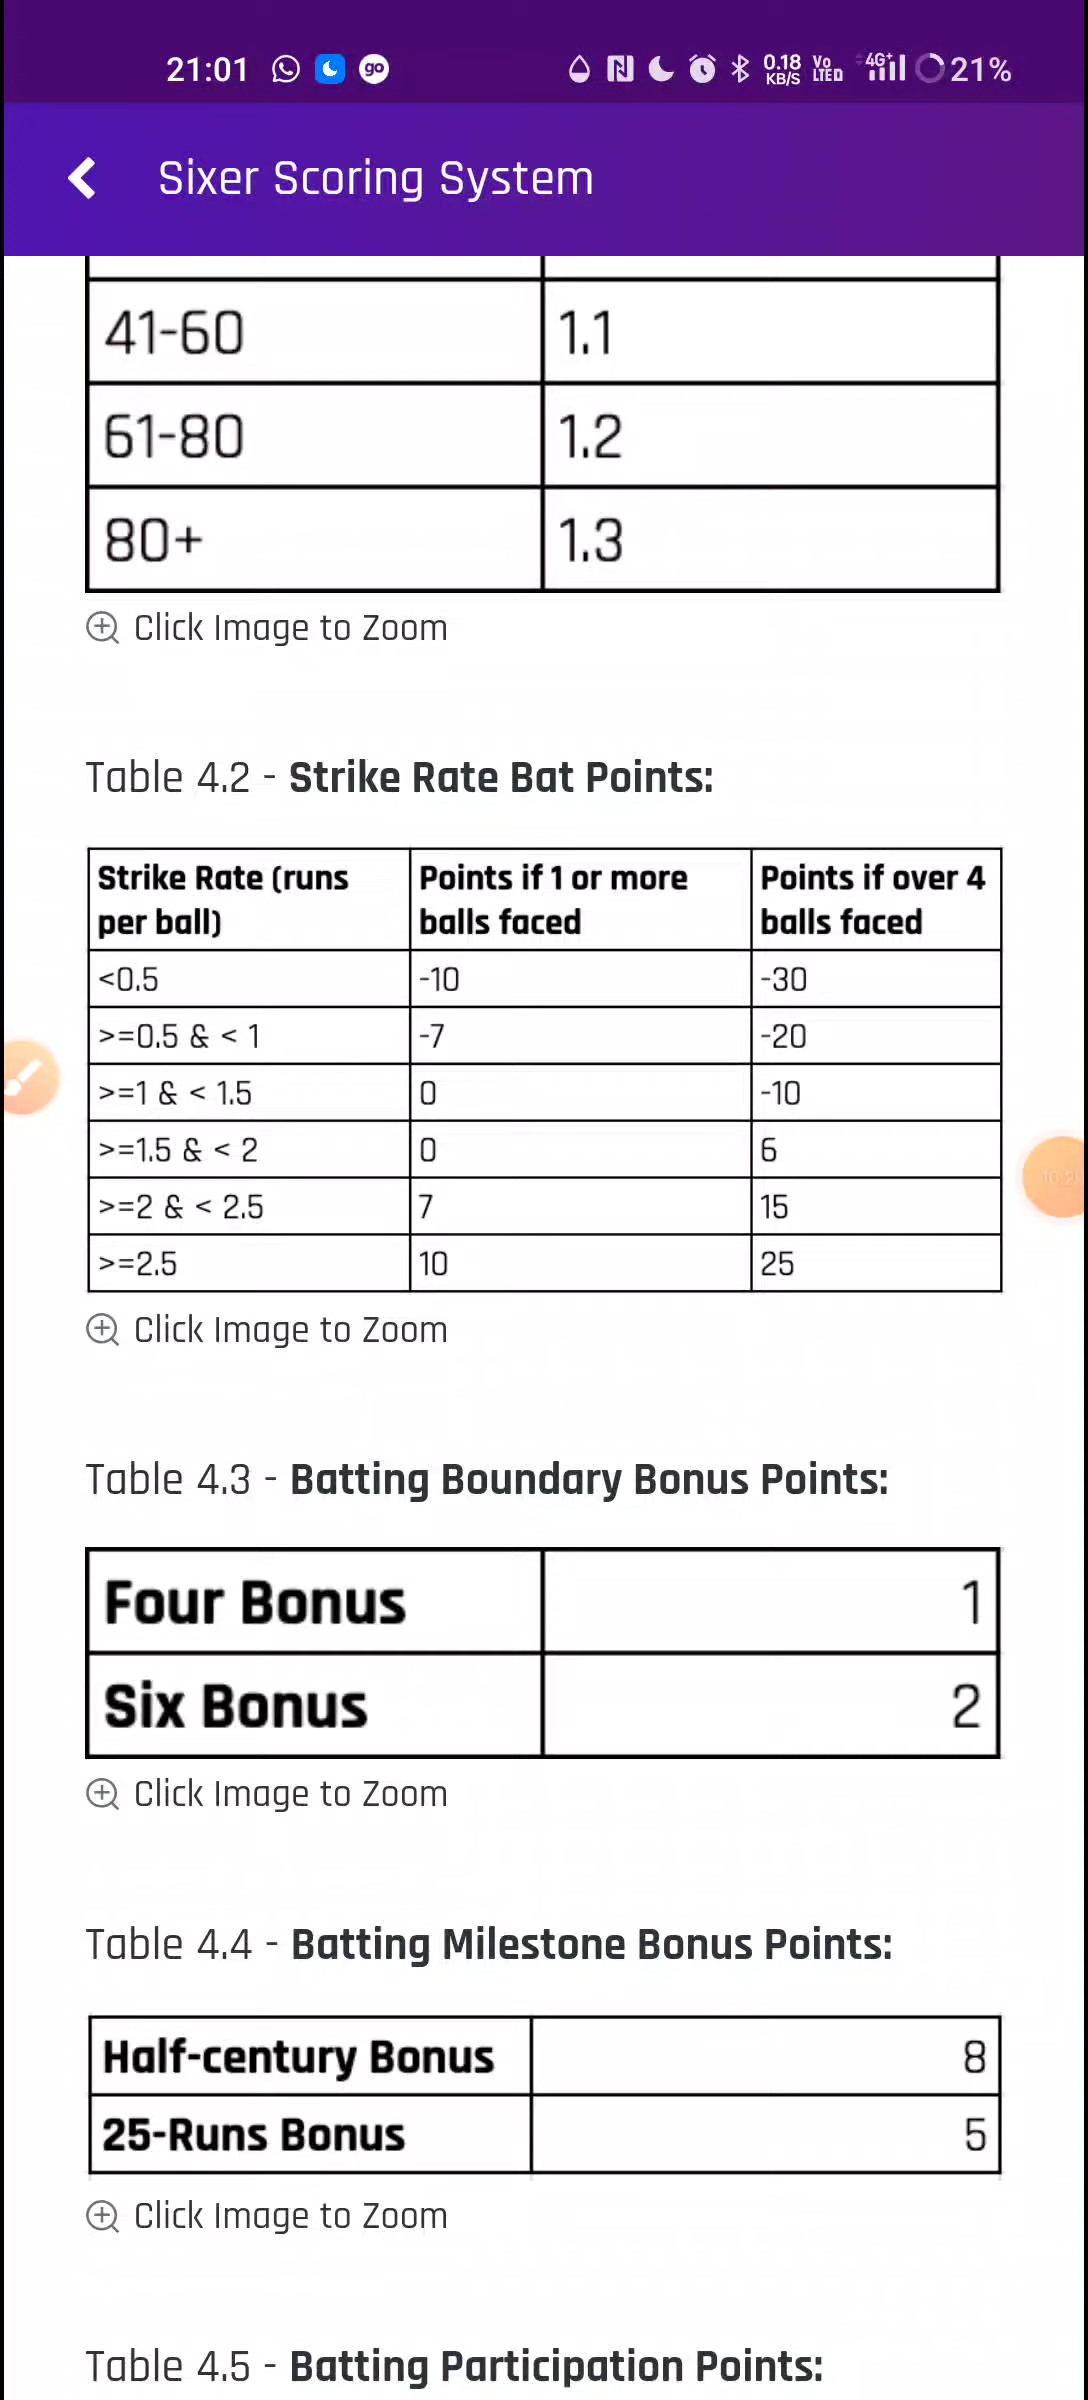 21:01 go 0.18 KB/S Vo LTED 4G+ 21%
Sixer Scoring System
41-60 1.1
61-80 1.2
80+ 1.3
Click Image to Zoom
Table 4.2 - Strike Rate Bat Points:
Strike Rate (runs per ball) Points if 1 or more balls faced Points if over 4 balls faced
<0.5 -10 -30
>=0.5 & < 1 -7 -20
>=1 & < 1.5 0 -10
>=1.5 & < 2 0 6
>=2 & < 2.5 7 15
>=2.5 10 25
Click Image to Zoom
Table 4.3 - Batting Boundary Bonus Points:
Four Bonus 1
Six Bonus 2
Click Image to Zoom
Table 4.4 - Batting Milestone Bonus Points:
Half-century Bonus 8
25-Runs Bonus 5
Click Image to Zoom
Table 4.5 - Batting Participation Points: